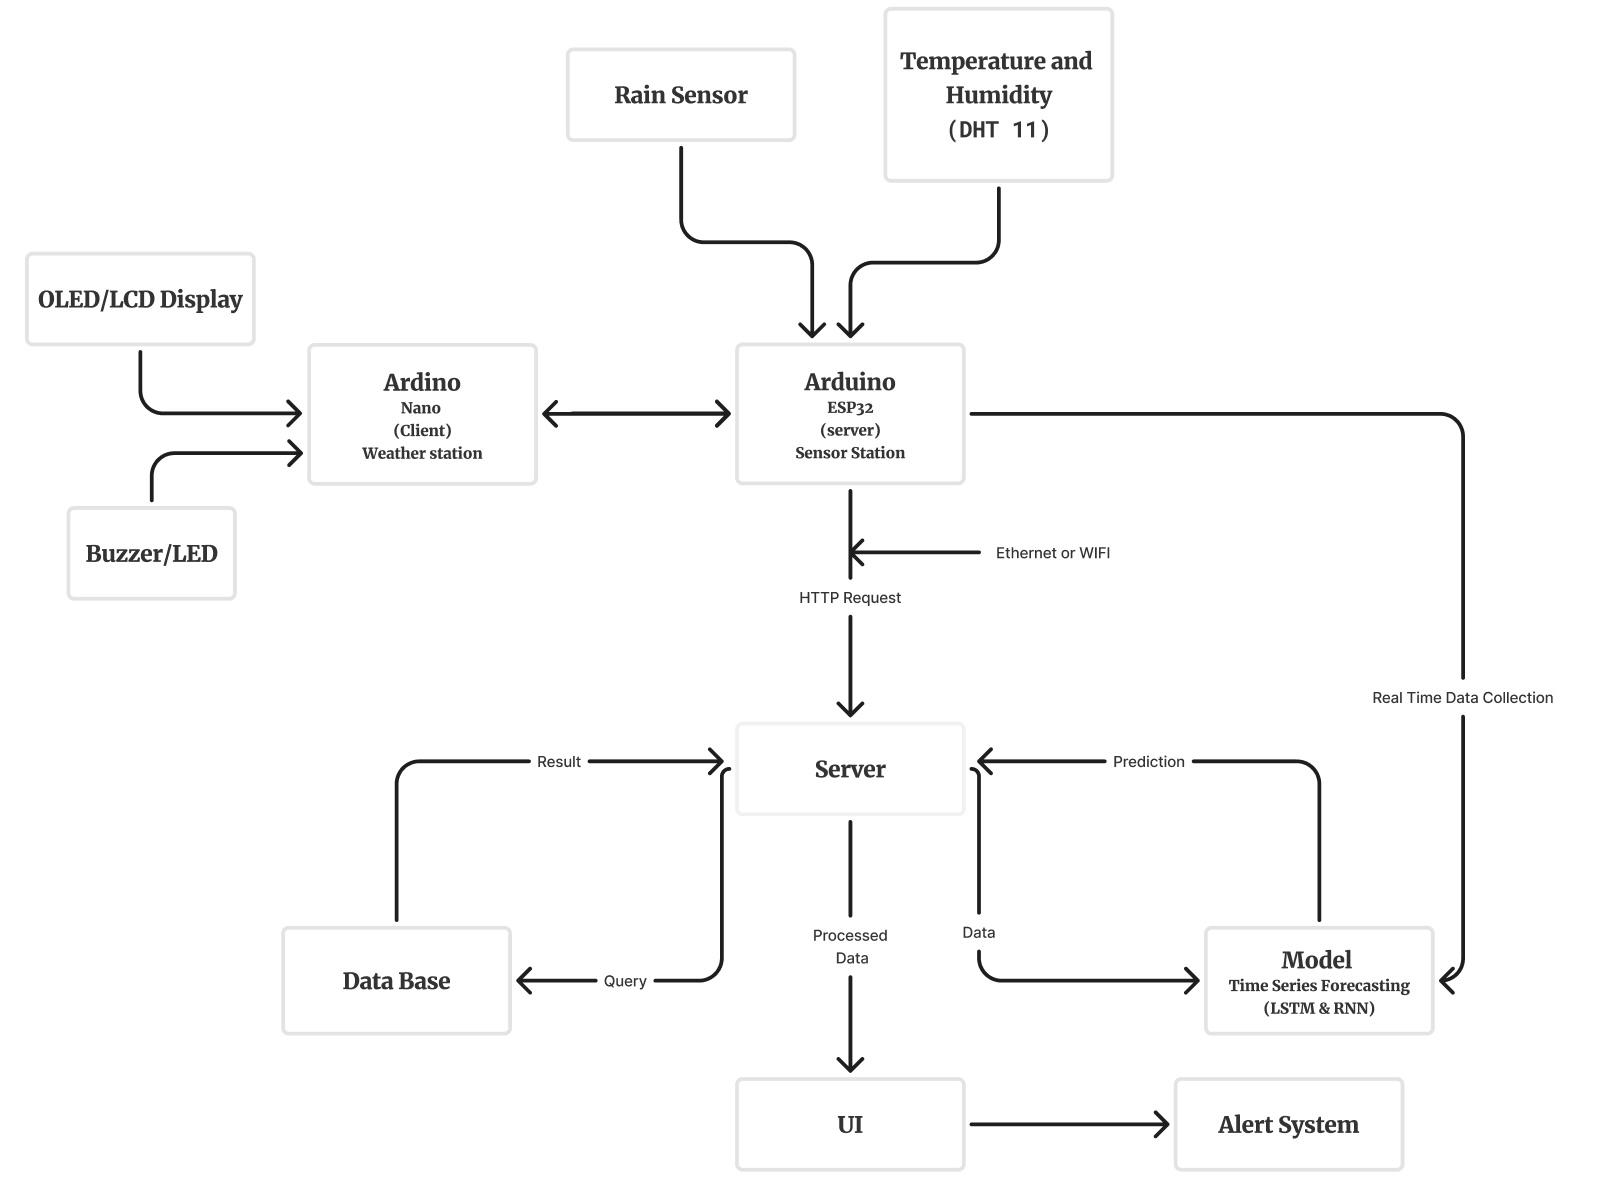 Temperature and
Humidity
(DHT 11)
Rain Sensor
OLED/LCD Display
Ardino
Nano
(Client)
Weather station
Arduino
ESP32
(server)
Sensor Station
Buzzer/LED
Ethernet or WIFI
HTTP Request
Real Time Data Collection
Result
Server
Prediction
Processed
Data
Data
Data Base
Query
Model
Time Series Forecasting
(LSTM & RNN)
UI
Alert System